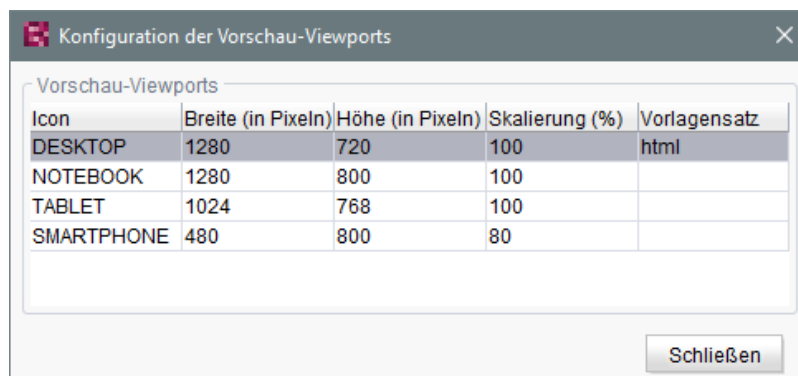 Konfiguration der Vorschau-Viewports
Vorschau-Viewports
Icon Breite (in Pixeln) Höhe (in Pixeln) Skalierung (%) Vorlagensatz
DESKTOP 1280 720 100 html
NOTEBOOK 1280 800 100
TABLET 1024 768 100
SMARTPHONE 480 800 80
Schließen